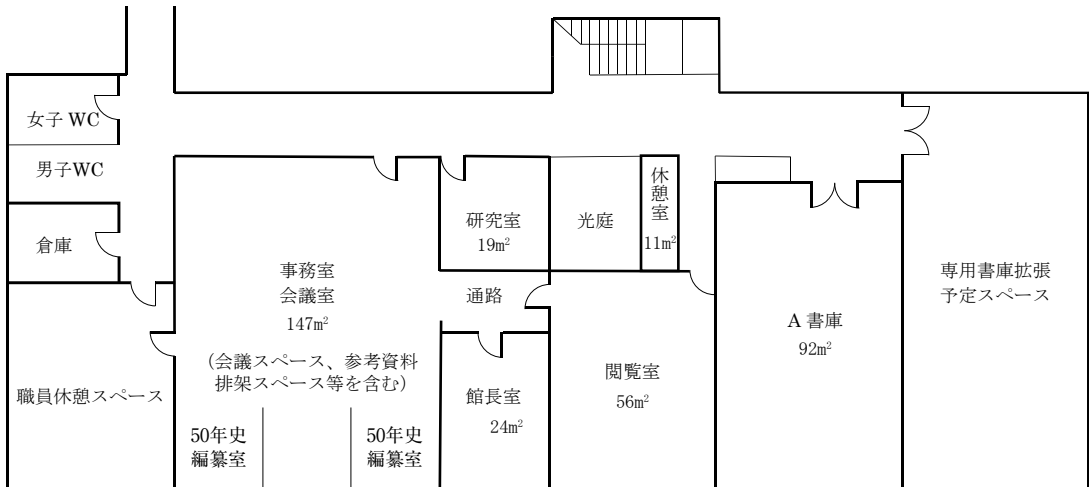 女子 WC
男子WC
倉庫
職員休憩スペース
事務室
会議室
147m²
(会議スペース、参考資料
排架スペース等を含む)
50年史
編纂室
50年史
編纂室
研究室
19m²
通路
館長室
24m²
光庭
休憩室
11m²
閲覧室
56m²
A 書庫
92m²
専用書庫拡張
予定スペース